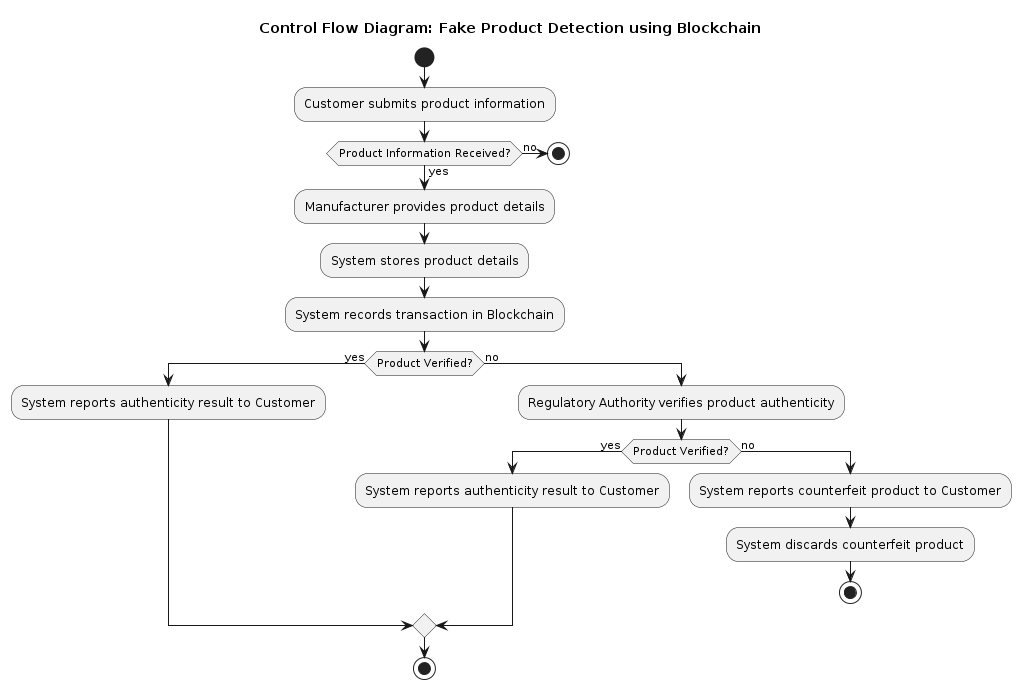 Control Flow Diagram: Fake Product Detection using Blockchain
Customer submits product information
Product Information Received?
no
yes
Manufacturer provides product details
System stores product details
System records transaction in Blockchain
yes
Product Verified?
no
System reports authenticity result to Customer
Regulatory Authority verifies product authenticity
yes
Product Verified?
no
System reports authenticity result to Customer
System reports counterfeit product to Customer
System discards counterfeit product